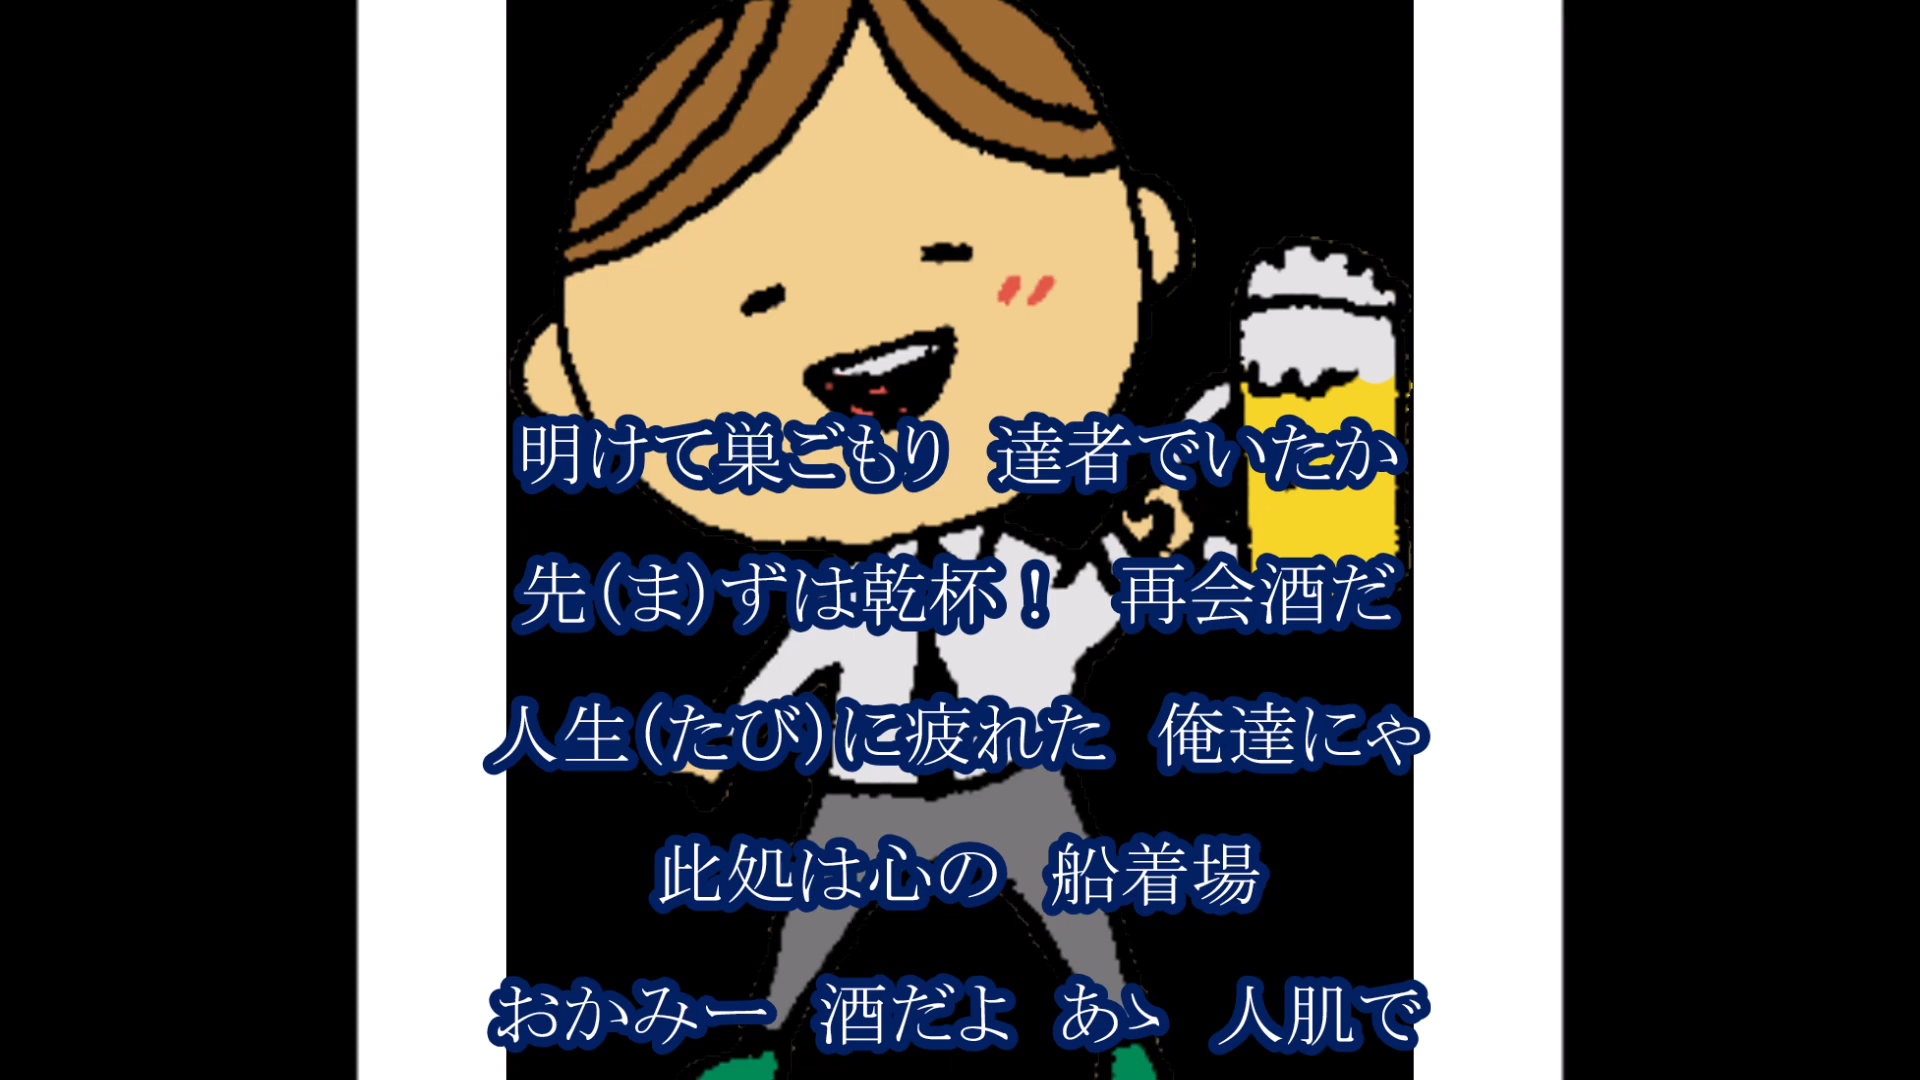 明けて巣ごもり　達者でいたか
先（ま）ずは乾杯！　再会酒だ
人生（たび）に疲れた　俺達にゃ
此処は心の　船着場
おかみー　酒だよ　あゝ　人肌で